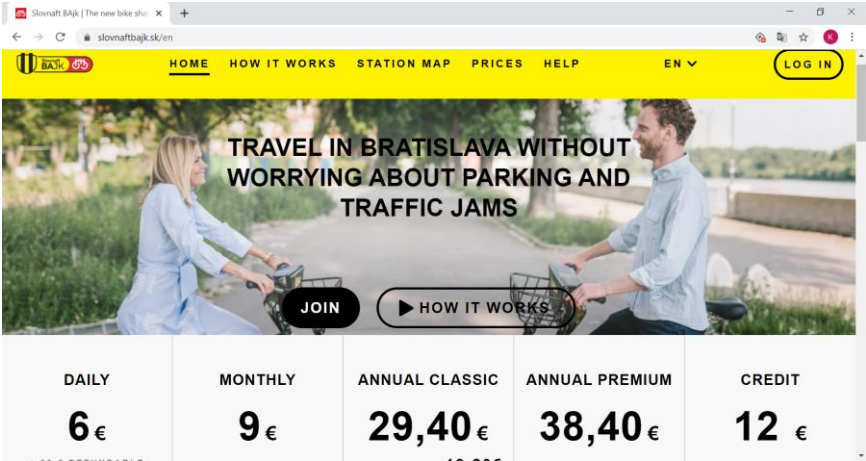 Slovnaft BAjk | The new bike sha
slovnaftbajk.sk/en
K
Slovnaft
BAJK
HOME HOW IT WORKS STATION MAP PRICES HELP EN LOG IN
TRAVEL IN BRATISLAVA WITHOUT
WORRYING ABOUT PARKING AND
TRAFFIC JAMS
JOIN HOW IT WORKS
DAILY MONTHLY ANNUAL CLASSIC ANNUAL PREMIUM CREDIT
6 € 9 € 29,40 € 38,40 € 12 €